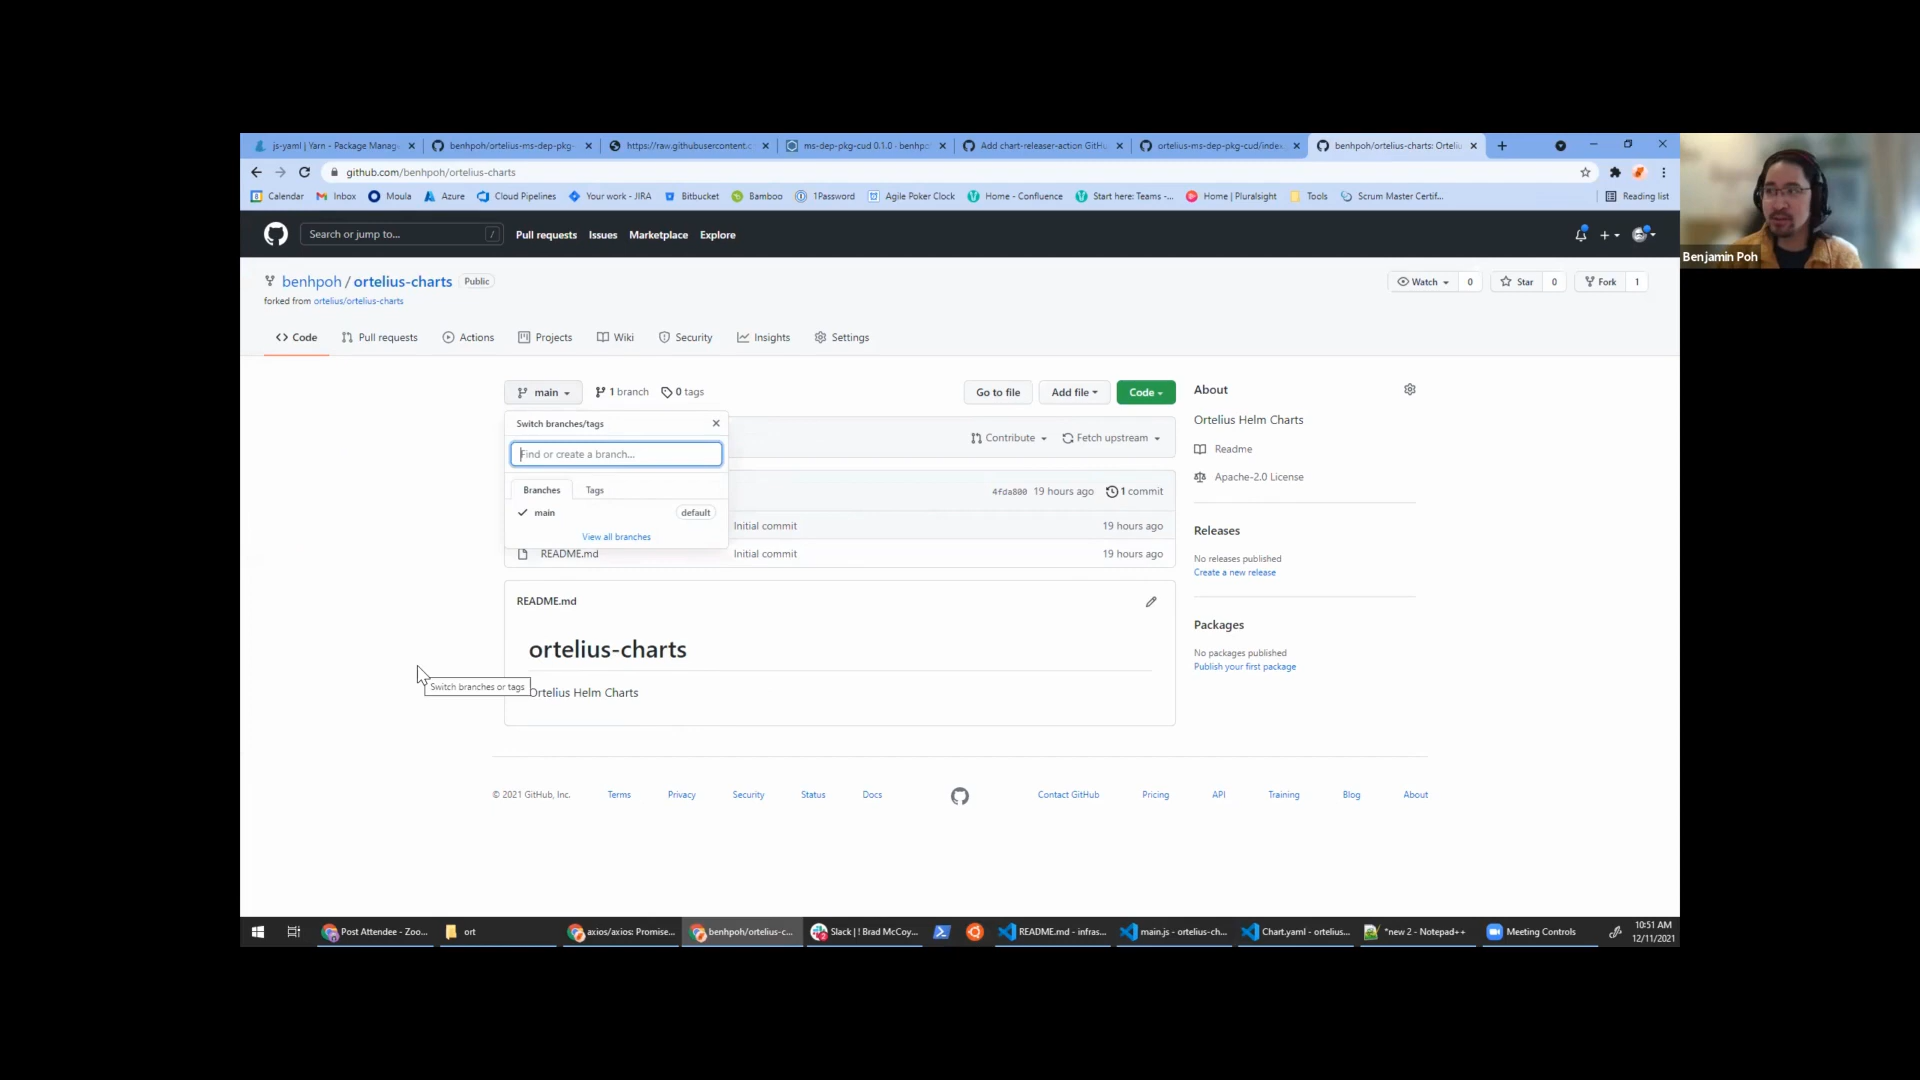 js-yaml | Yarn - Package Manag
benhpoh/ortelius-ms-dep-pkg-
https://raw.githubusercontent.c
ms-dep-pkg-cud 0.1.0 · benhpo
Add chart-releaser-action GitHu
ortelius-ms-dep-pkg-cud/index.
benhpoh/ortelius-charts: Orteliu
github.com/benhpoh/ortelius-charts
Calendar
Inbox
Moula
Azure
Cloud Pipelines
Your work - JIRA
Bitbucket
Bamboo
1Password
Agile Poker Clock
Home - Confluence
Start here: Teams -...
Home | Pluralsight
Tools
Scrum Master Certif...
Reading list
Search or jump to...
/
Pull requests
Issues
Marketplace
Explore
Benjamin Poh
benhpoh / ortelius-charts
Public
forked from ortelius/ortelius-charts
Watch
0
Star
0
Fork
1
Code
Pull requests
Actions
Projects
Wiki
Security
Insights
Settings
main
1 branch
0 tags
Go to file
Add file
Code
Switch branches/tags
Find or create a branch...
Branches
Tags
main
default
View all branches
Contribute
Fetch upstream
4fda800
19 hours ago
1 commit
Initial commit
19 hours ago
README.md
Initial commit
19 hours ago
README.md
ortelius-charts
Ortelius Helm Charts
Switch branches or tags
About
Ortelius Helm Charts
Readme
Apache-2.0 License
Releases
No releases published
Create a new release
Packages
No packages published
Publish your first package
© 2021 GitHub, Inc.
Terms
Privacy
Security
Status
Docs
Contact GitHub
Pricing
API
Training
Blog
About
Post Attendee - Zoo...
ort
axios/axios: Promise...
benhpoh/ortelius-c...
Slack | ! Brad McCoy...
README.md - infras...
main.js - ortelius-ch...
Chart.yaml - ortelius...
*new 2 - Notepad++
Meeting Controls
10:51 AM
12/11/2021